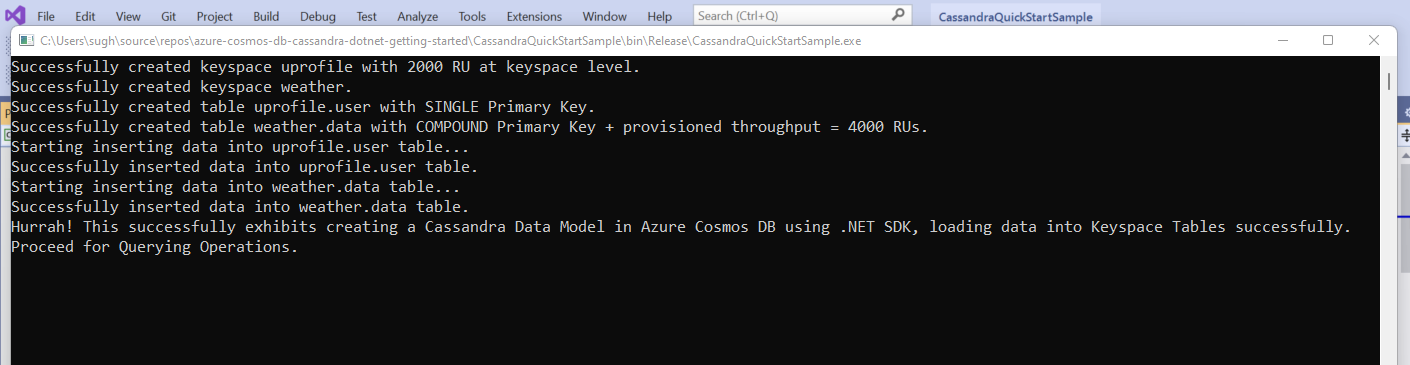 File Edit View Git Project Build Debug Test Analyze Tools Extensions Window Help Search (Ctrl+Q) CassandraQuickStartSample
C:\Users\sugh\source\repos\azure-cosmos-db-cassandra-dotnet-getting-started\CassandraQuickStartSample\bin\Release\CassandraQuickStartSample.exe
Successfully created keyspace uprofile with 2000 RU at keyspace level.
Successfully created keyspace weather.
Successfully created table uprofile.user with SINGLE Primary Key.
Successfully created table weather.data with COMPOUND Primary Key + provisioned throughput = 4000 RUs.
Starting inserting data into uprofile.user table...
Successfully inserted data into uprofile.user table.
Starting inserting data into weather.data table...
Successfully inserted data into weather.data table.
Hurrah! This successfully exhibits creating a Cassandra Data Model in Azure Cosmos DB using .NET SDK, loading data into Keyspace Tables successfully.
Proceed for Querying Operations.